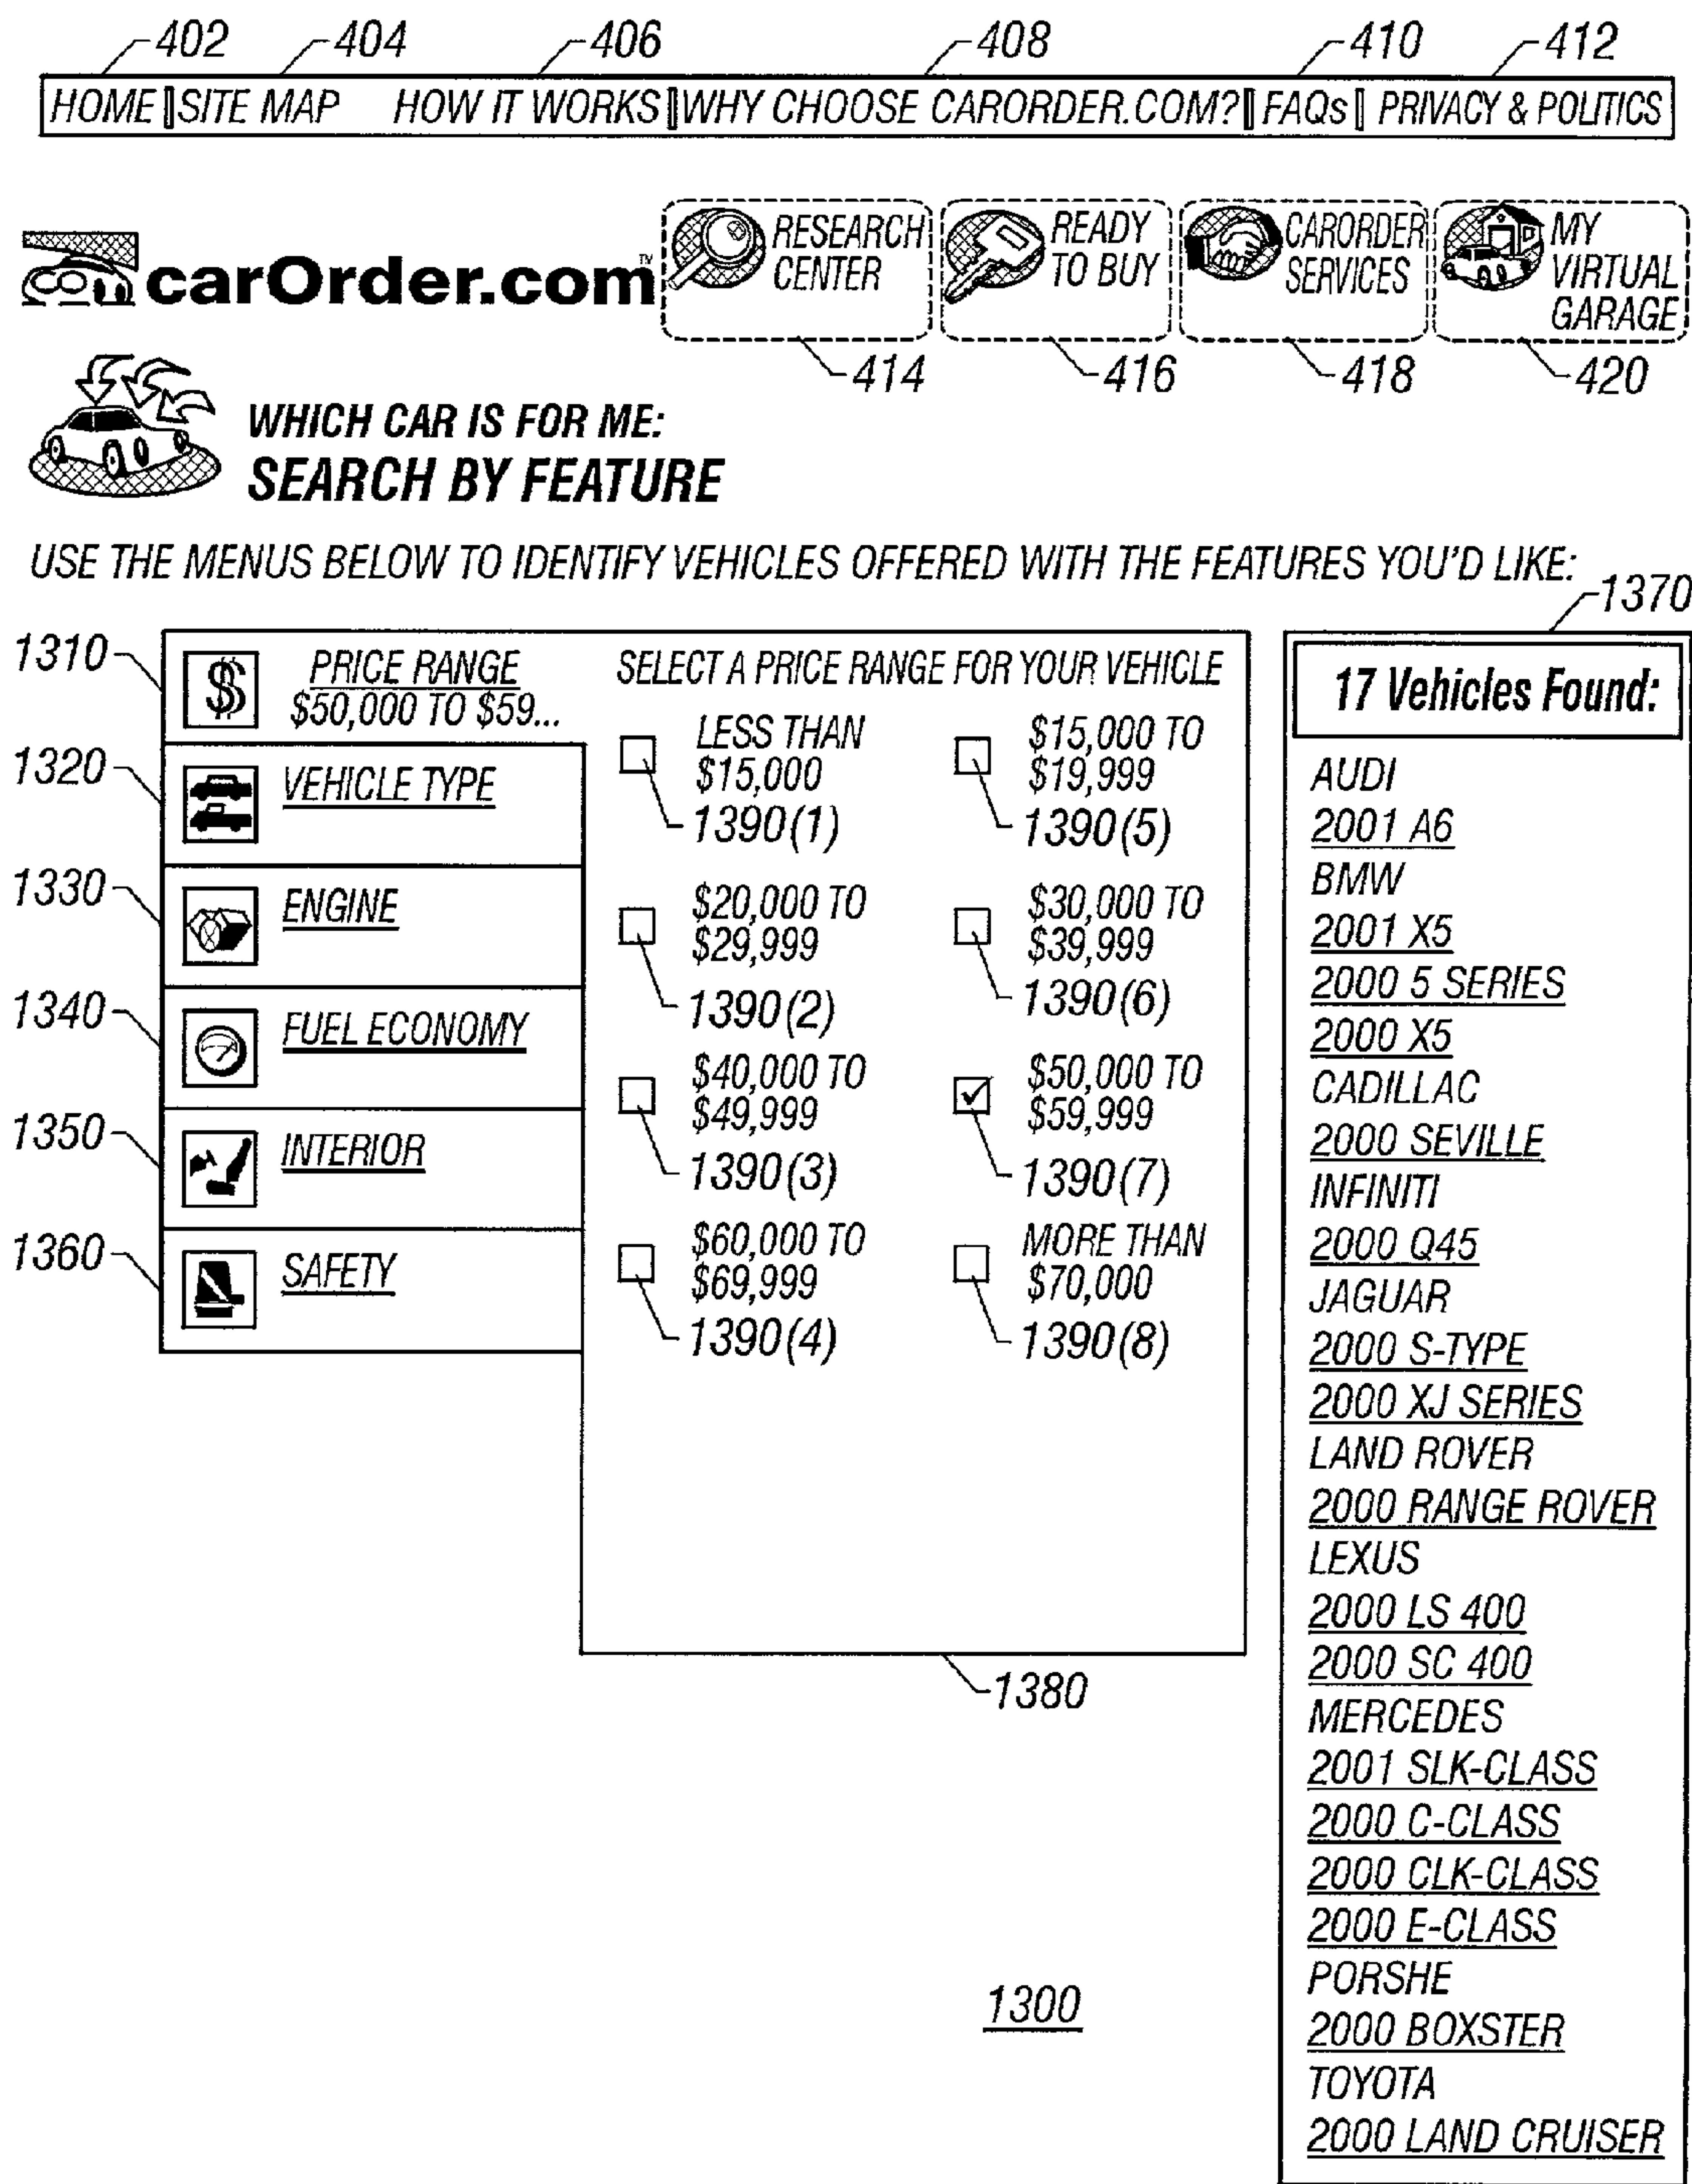 402 404 406 408 410 412
HOME SITE MAP HOW IT WORKS WHY CHOOSE CARORDER.COM? FAQs PRIVACY & POLITICS
carOrder.com™
RESEARCH
CENTER
READY
TO BUY
CARORDER
SERVICES
MY
VIRTUAL
GARAGE
414 416 418 420
WHICH CAR IS FOR ME:
SEARCH BY FEATURE
USE THE MENUS BELOW TO IDENTIFY VEHICLES OFFERED WITH THE FEATURES YOU'D LIKE:
1370
1310
$
PRICE RANGE
$50,000 TO $59...
1320
VEHICLE TYPE
1330
ENGINE
1340
FUEL ECONOMY
1350
INTERIOR
1360
SAFETY
SELECT A PRICE RANGE FOR YOUR VEHICLE
LESS THAN
$15,000
1390(1)
$15,000 TO
$19,999
1390(5)
$20,000 TO
$29,999
1390(2)
$30,000 TO
$39,999
1390(6)
$40,000 TO
$49,999
1390(3)
$50,000 TO
$59,999
1390(7)
$60,000 TO
$69,999
1390(4)
MORE THAN
$70,000
1390(8)
1380
17 Vehicles Found:
AUDI
2001 A6
BMW
2001 X5
2000 5 SERIES
2000 X5
CADILLAC
2000 SEVILLE
INFINITI
2000 Q45
JAGUAR
2000 S-TYPE
2000 XJ SERIES
LAND ROVER
2000 RANGE ROVER
LEXUS
2000 LS 400
2000 SC 400
MERCEDES
2001 SLK-CLASS
2000 C-CLASS
2000 CLK-CLASS
2000 E-CLASS
PORSHE
2000 BOXSTER
TOYOTA
2000 LAND CRUISER
1300